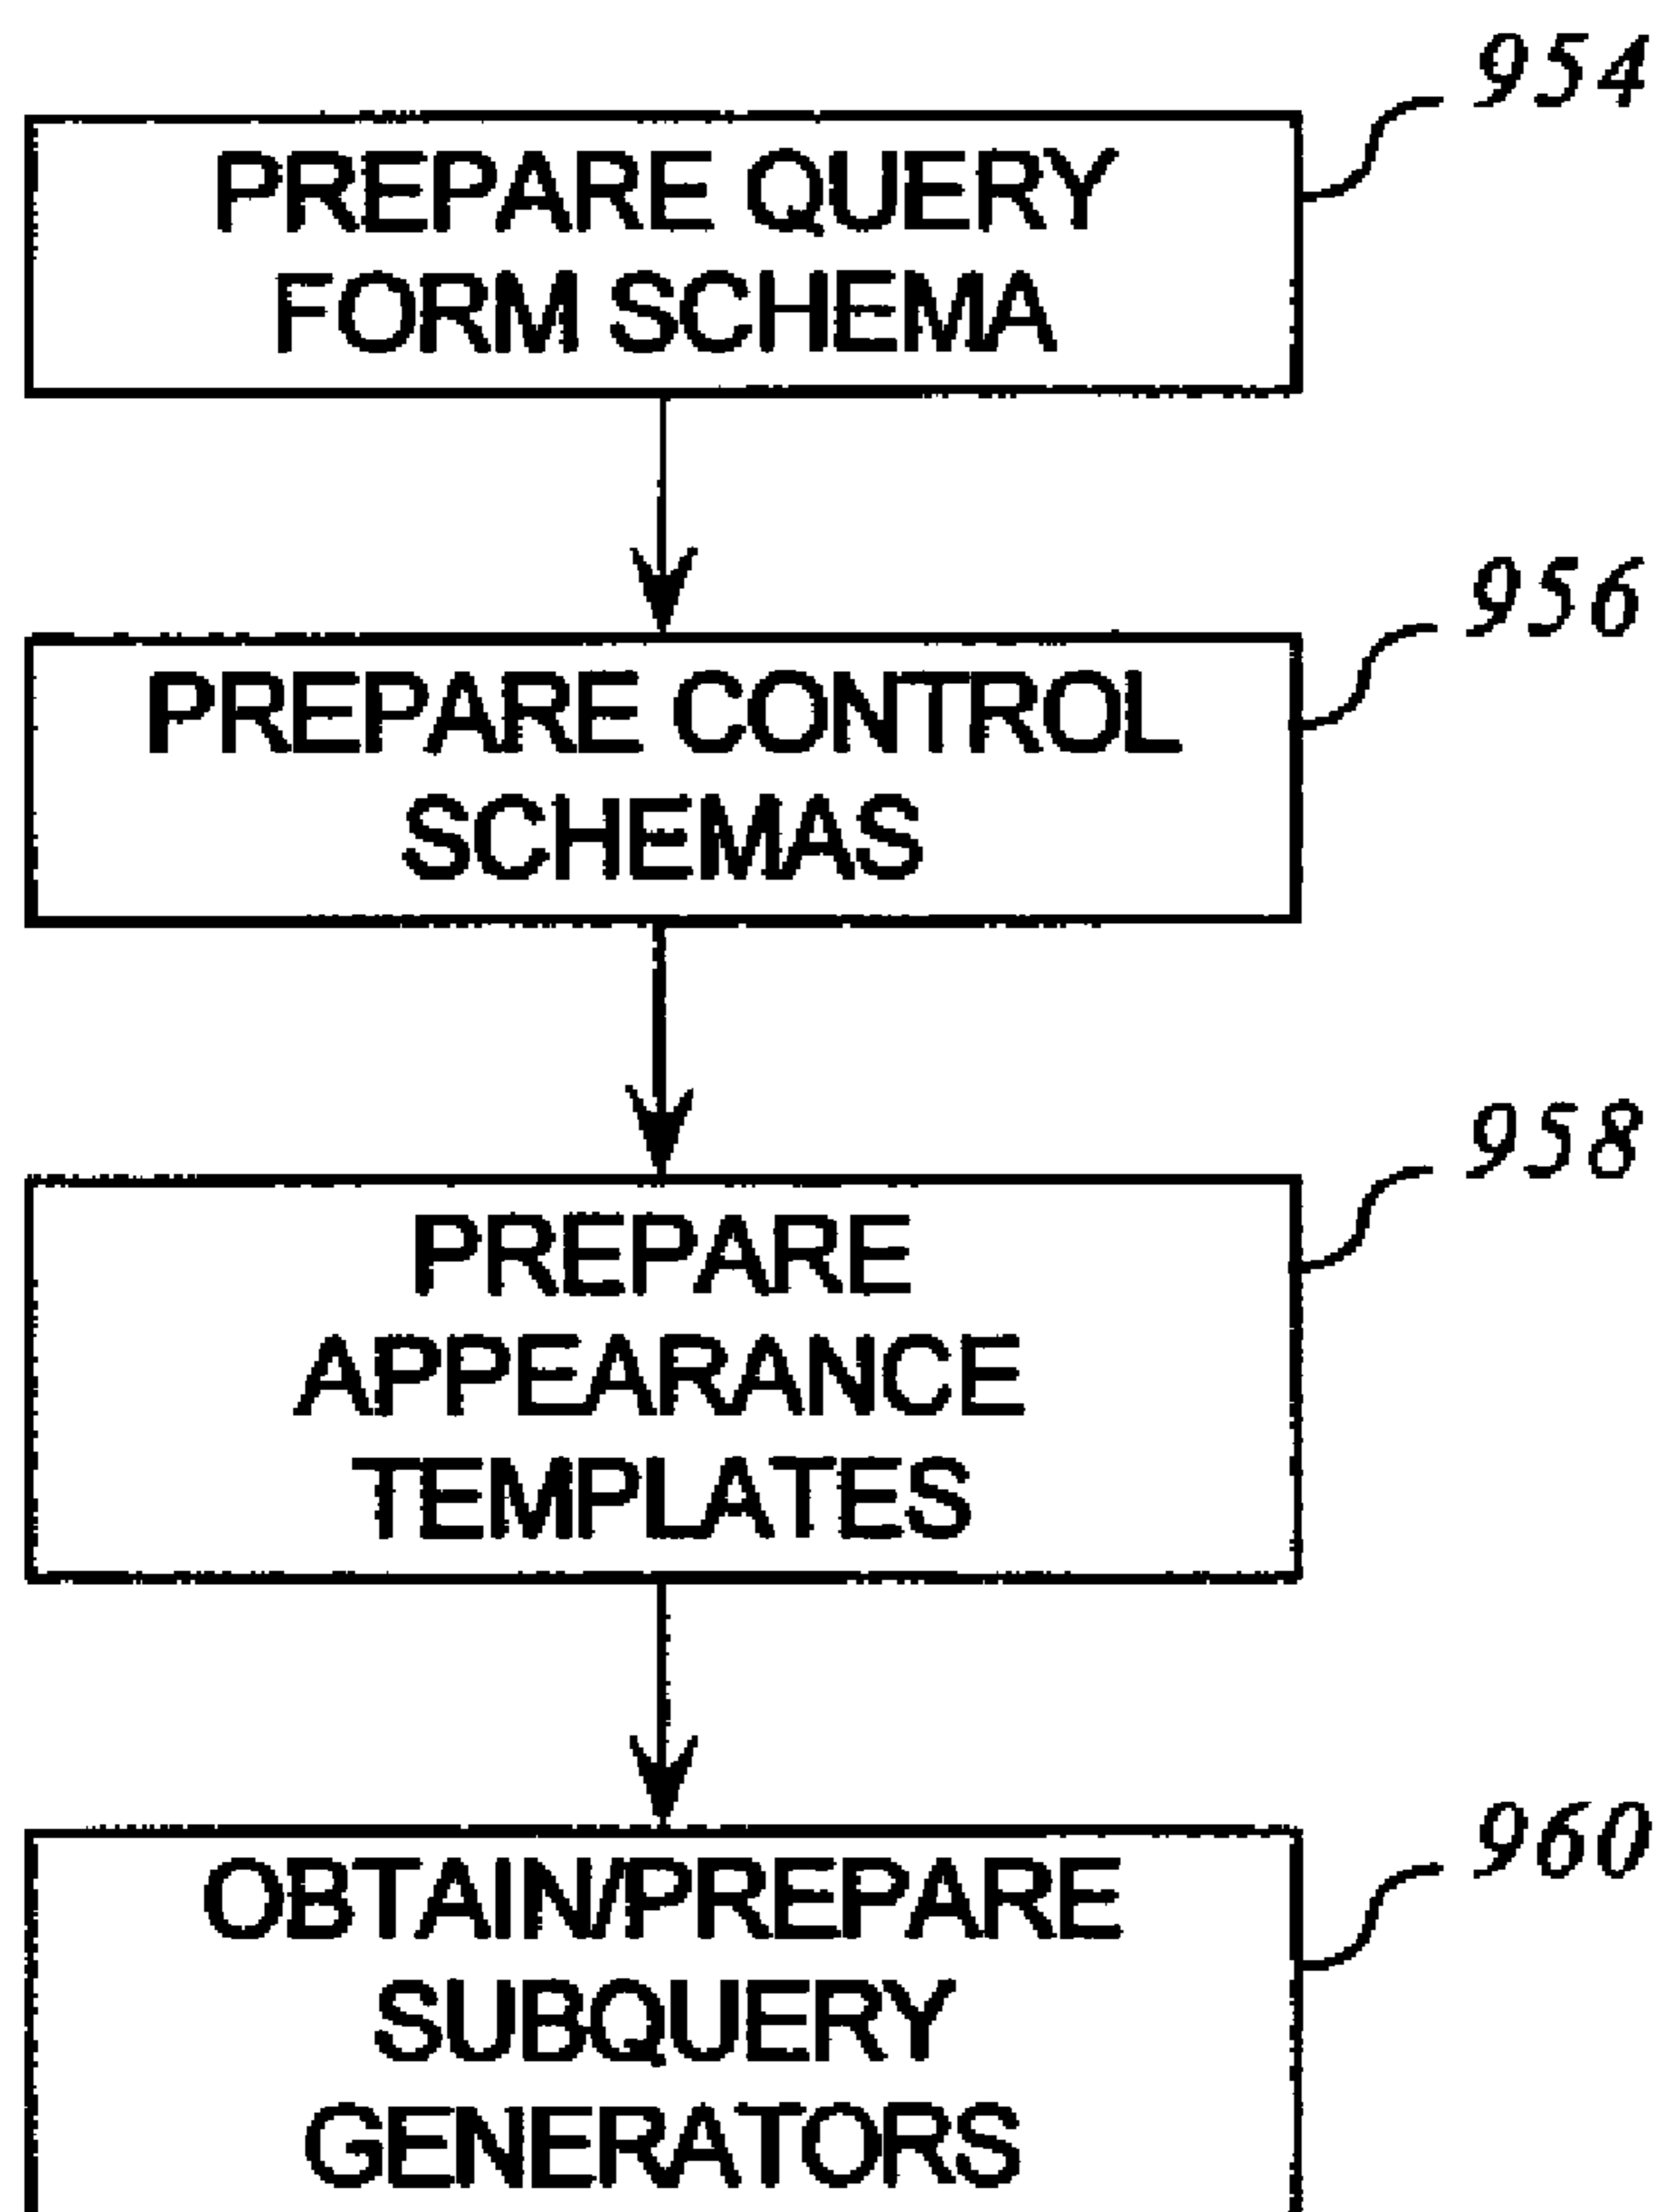 954
PREPARE QUERY
FORM SCHEMA
956
PREPARE CONTROL
SCHEMAS
958
PREPARE
APPEARANCE
TEMPLATES
960
OBTAIN/PREPARE
SUBQUERY
GENERATORS